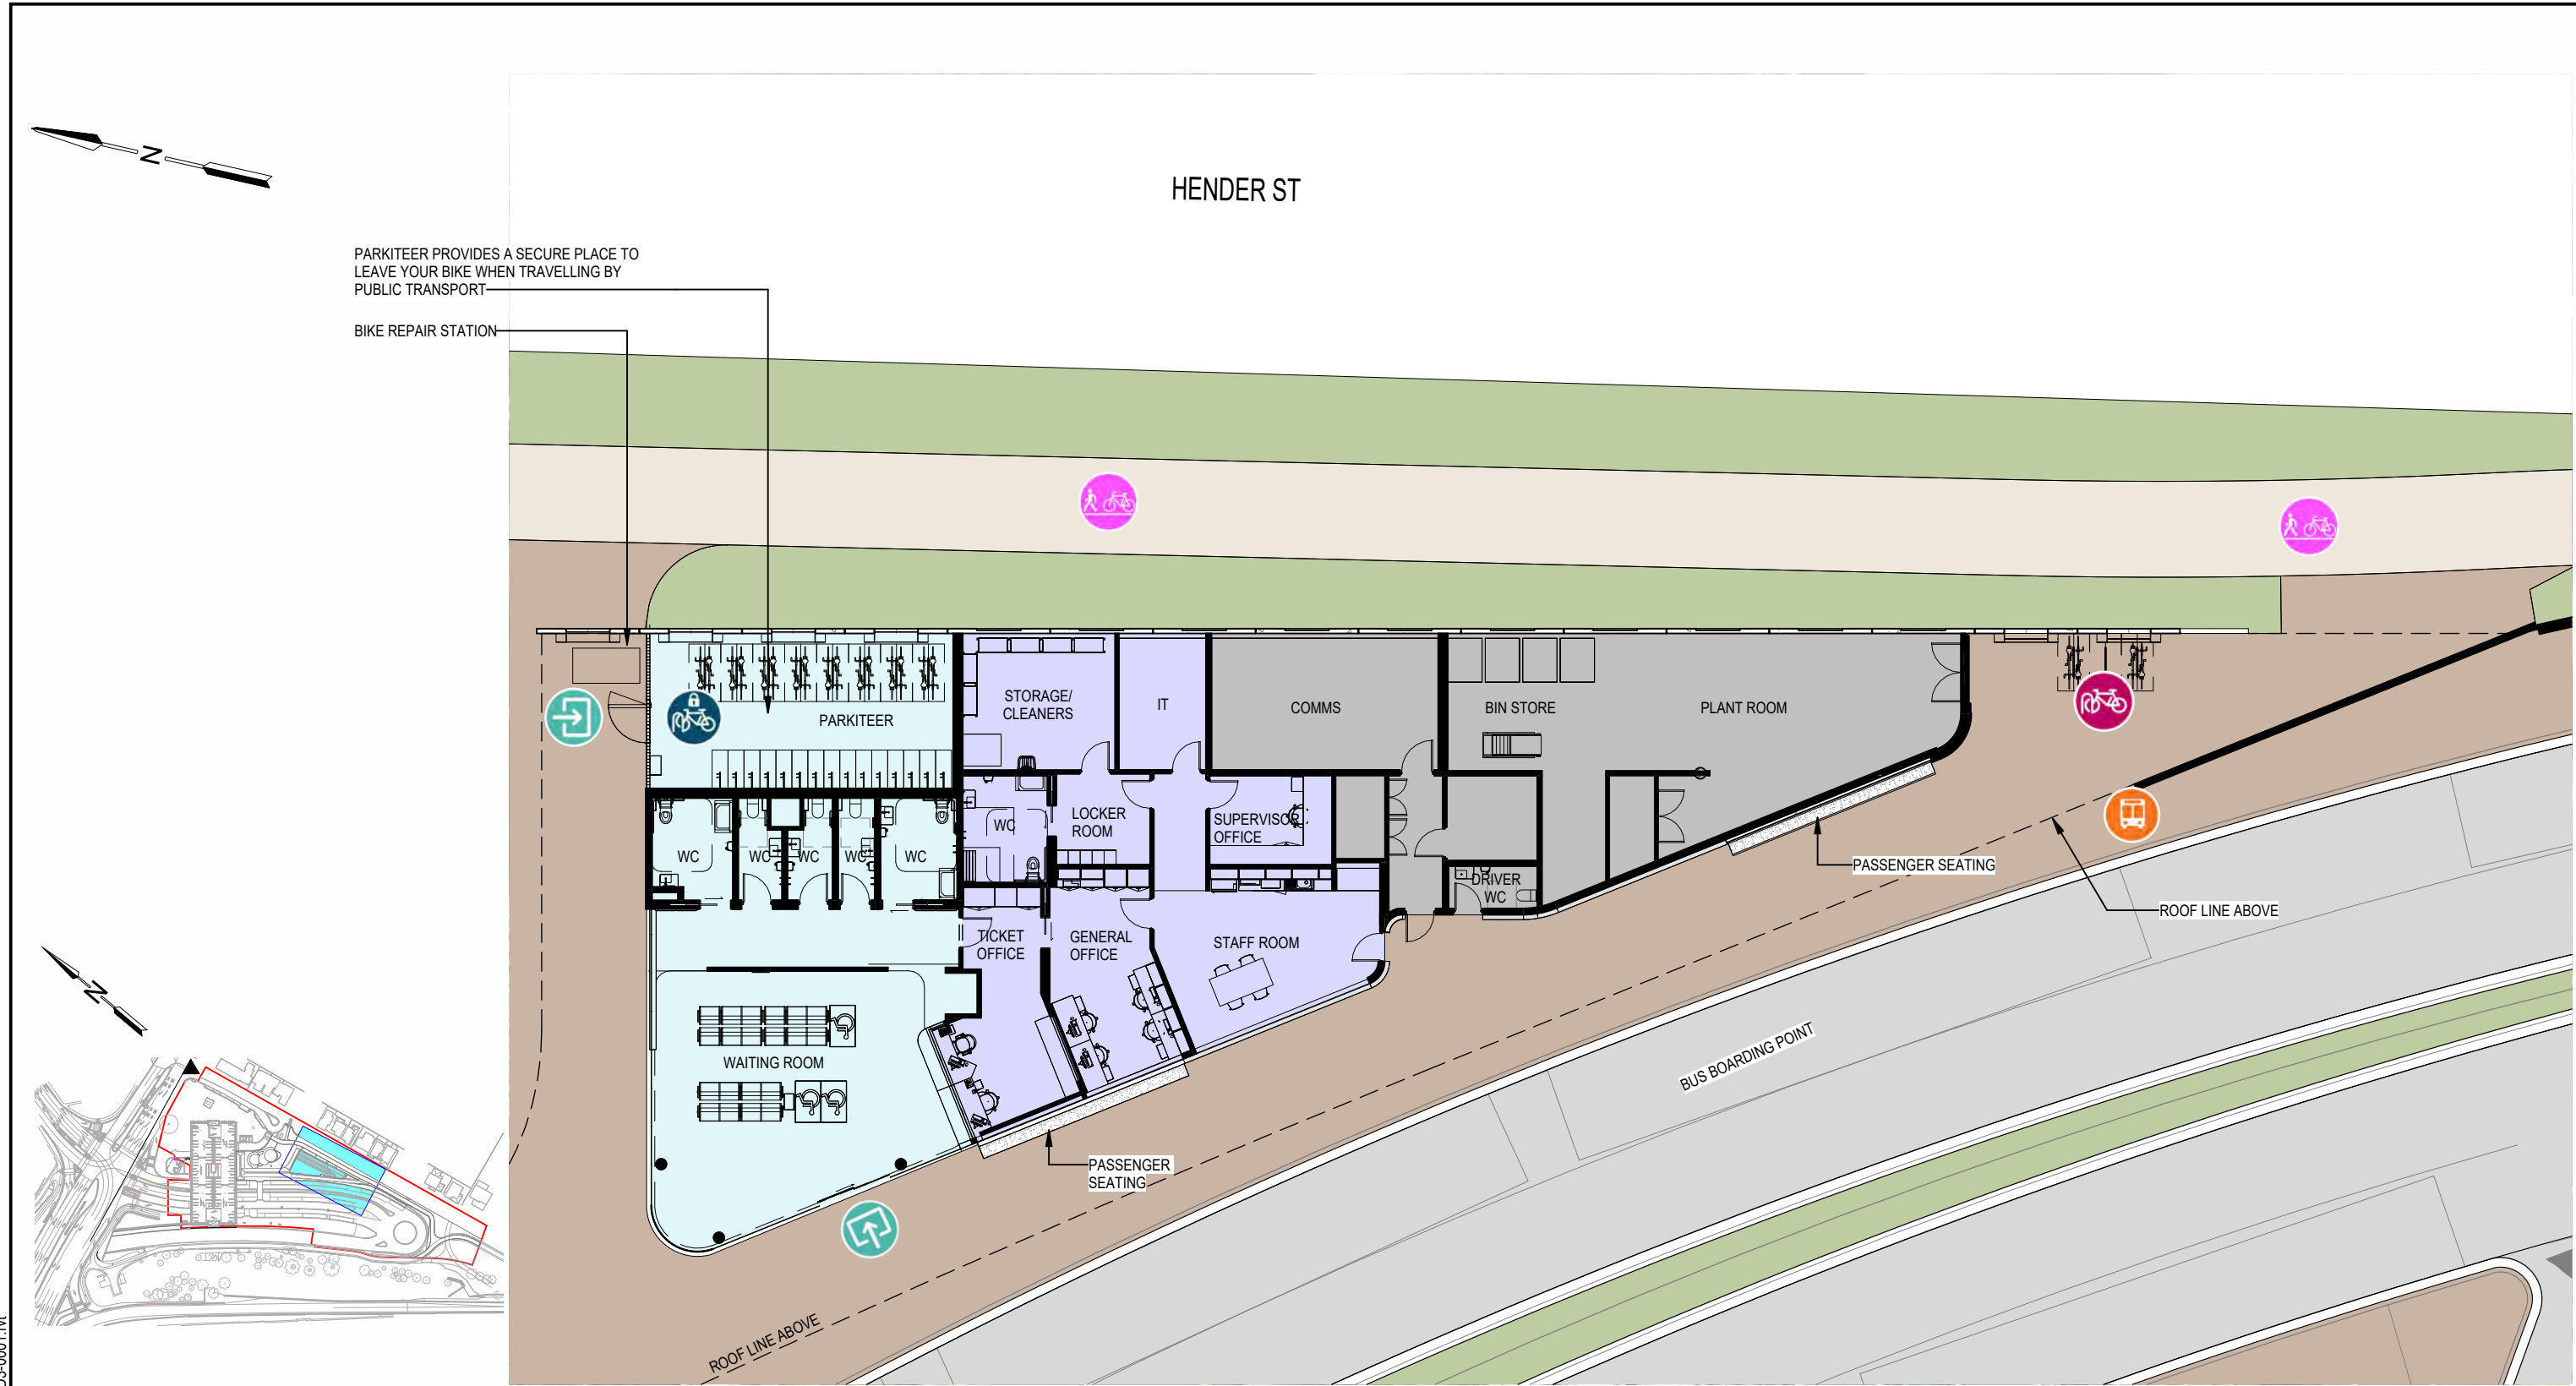 N
HENDER ST
PARKITEER PROVIDES A SECURE PLACE TO
LEAVE YOUR BIKE WHEN TRAVELLING BY
PUBLIC TRANSPORT
BIKE REPAIR STATION
STORAGE/
CLEANERS
IT
COMMS
BIN STORE
PLANT ROOM
PARKITEER
WC
WC
WC
WC
WC
WC
LOCKER
ROOM
SUPERVISOR
OFFICE
DRIVER
WC
PASSENGER SEATING
ROOF LINE ABOVE
TICKET
OFFICE
GENERAL
OFFICE
STAFF ROOM
N
WAITING ROOM
BUS BOARDING POINT
PASSENGER
SEATING
ROOF LINE ABOVE